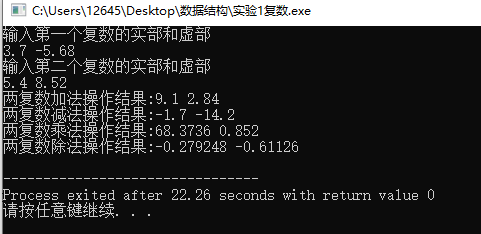 C:\Users\12645\Desktop\数据结构\实验1复数.exe
输入第一个复数的实部和虚部
3.7 -5.68
输入第二个复数的实部和虚部
5.4 8.52
两复数加法操作结果:9.1 2.84
两复数减法操作结果:-1.7 -14.2
两复数乘法操作结果:68.3736 0.852
两复数除法操作结果:-0.279248 -0.61126
--------------------------------
Process exited after 22.26 seconds with return value 0
请按任意键继续. . .